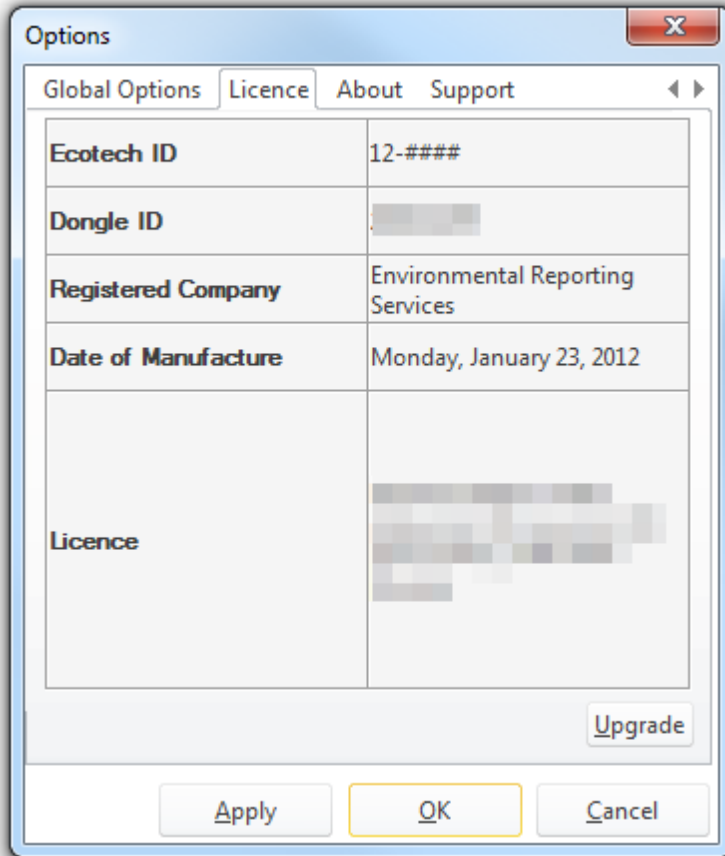 Options
Global Options Licence About Support
Ecotech ID 12-####
Dongle ID
Registered Company Environmental Reporting
Services
Date of Manufacture Monday, January 23, 2012
Licence
Upgrade
Apply OK Cancel